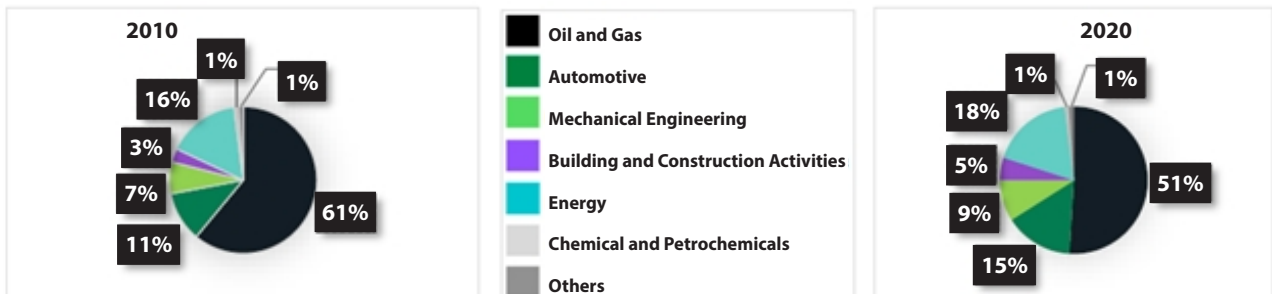 2010
1%
1%
16%
3%
7%
11%
61%
Oil and Gas
Automotive
Mechanical Engineering
Building and Construction Activities
Energy
Chemical and Petrochemicals
Others
2020
1%
1%
18%
5%
9%
15%
51%